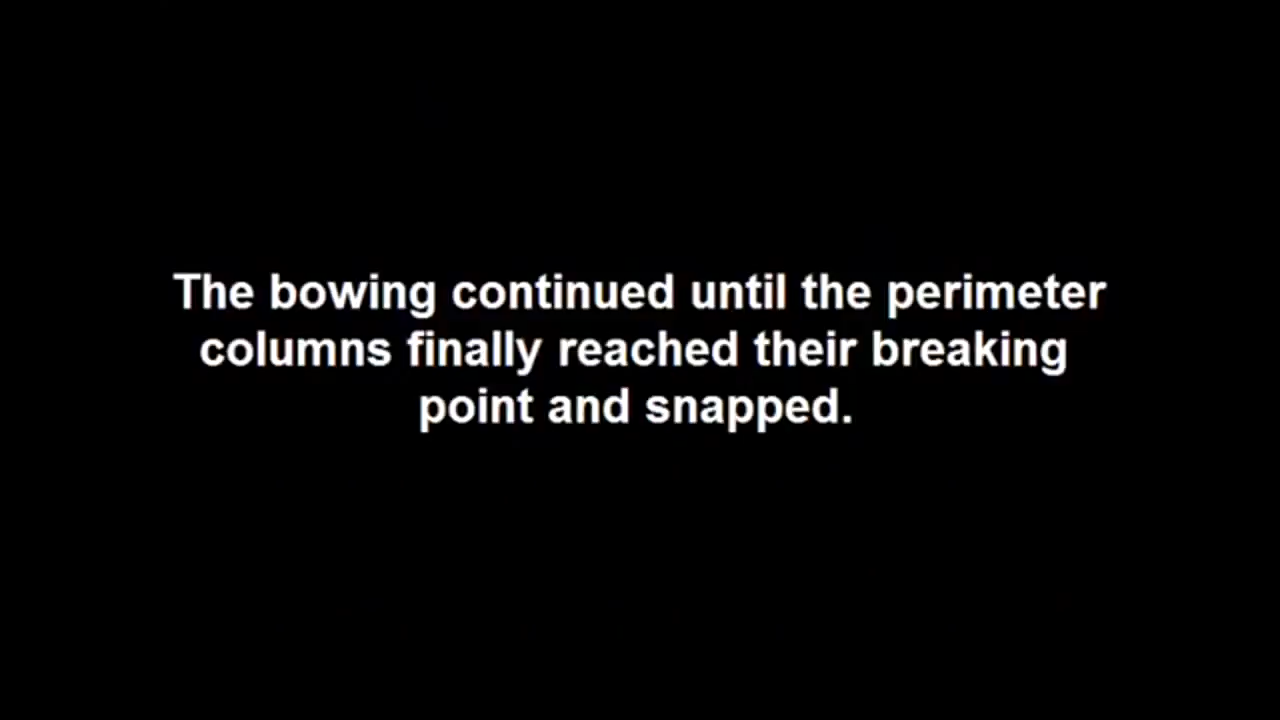 The bowing continued until the perimeter
columns finally reached their breaking
point and snapped.